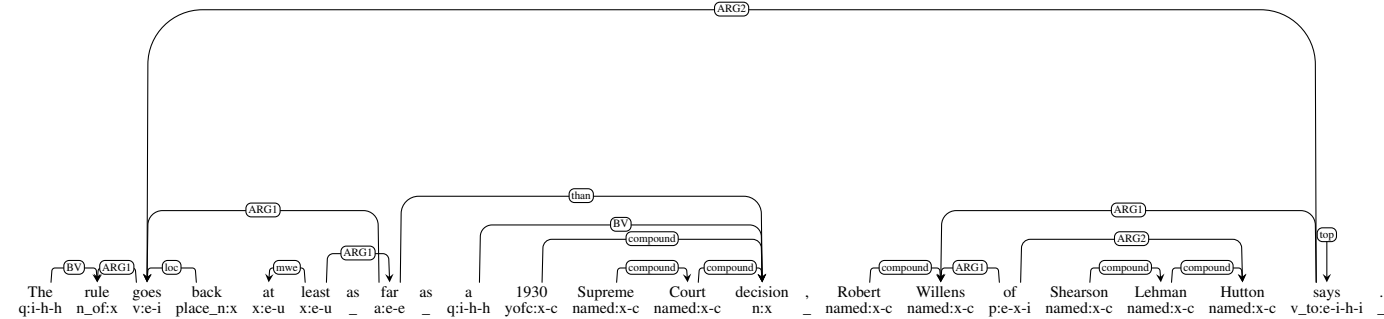 ARG2
than
ARG1
ARG1
BV
compound
top
ARG1
ARG2
BV
ARG1
loc
mwe
compound
compound
compound
ARG1
compound
compound
The rule goes back at least as far as a 1930 Supreme Court decision , Robert Willens of Shearson Lehman Hutton says .
q:i-h-h n_of:x v:e-i place_n:x x:e-u x:e-u _ a:e-e _ q:i-h-h yofc:x-c named:x-c named:x-c n:x _ named:x-c named:x-c p:e-x-i named:x-c named:x-c named:x-c v_to:e-i-h-i _